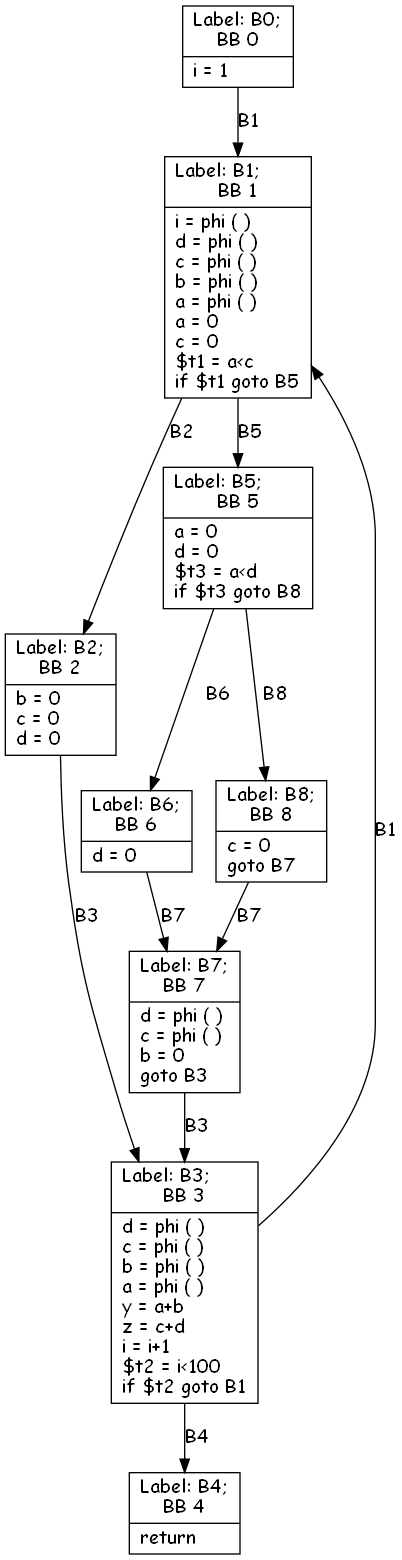 Label: B0;
BB 0
i = 1
B1
Label: B1;
BB 1
i = phi ( )
d = phi ( )
c = phi ( )
b = phi ( )
a = phi ( )
a = 0
c = 0
$t1 = a<c
if $t1 goto B5
B2
B5
Label: B5;
BB 5
a = 0
d = 0
$t3 = a<d
if $t3 goto B8
Label: B2;
BB 2
b = 0
c = 0
d = 0
B6
B8
Label: B6;
BB 6
d = 0
Label: B8;
BB 8
c = 0
goto B7
B1
B3
B7
B7
Label: B7;
BB 7
d = phi ( )
c = phi ( )
b = 0
goto B3
B3
Label: B3;
BB 3
d = phi ( )
c = phi ( )
b = phi ( )
a = phi ( )
y = a+b
z = c+d
i = i+1
$t2 = i<100
if $t2 goto B1
B4
Label: B4;
BB 4
return